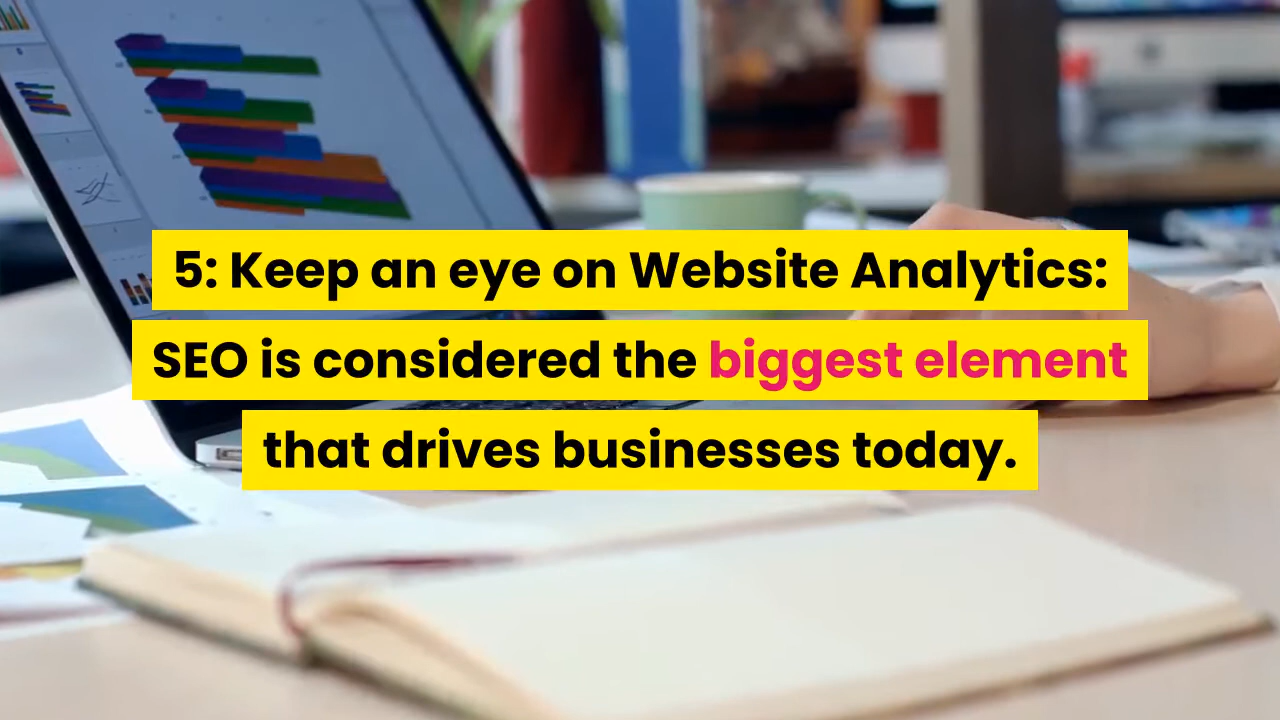 5: Keep an eye on Website Analytics:
SEO is considered the biggest element
that drives businesses today.